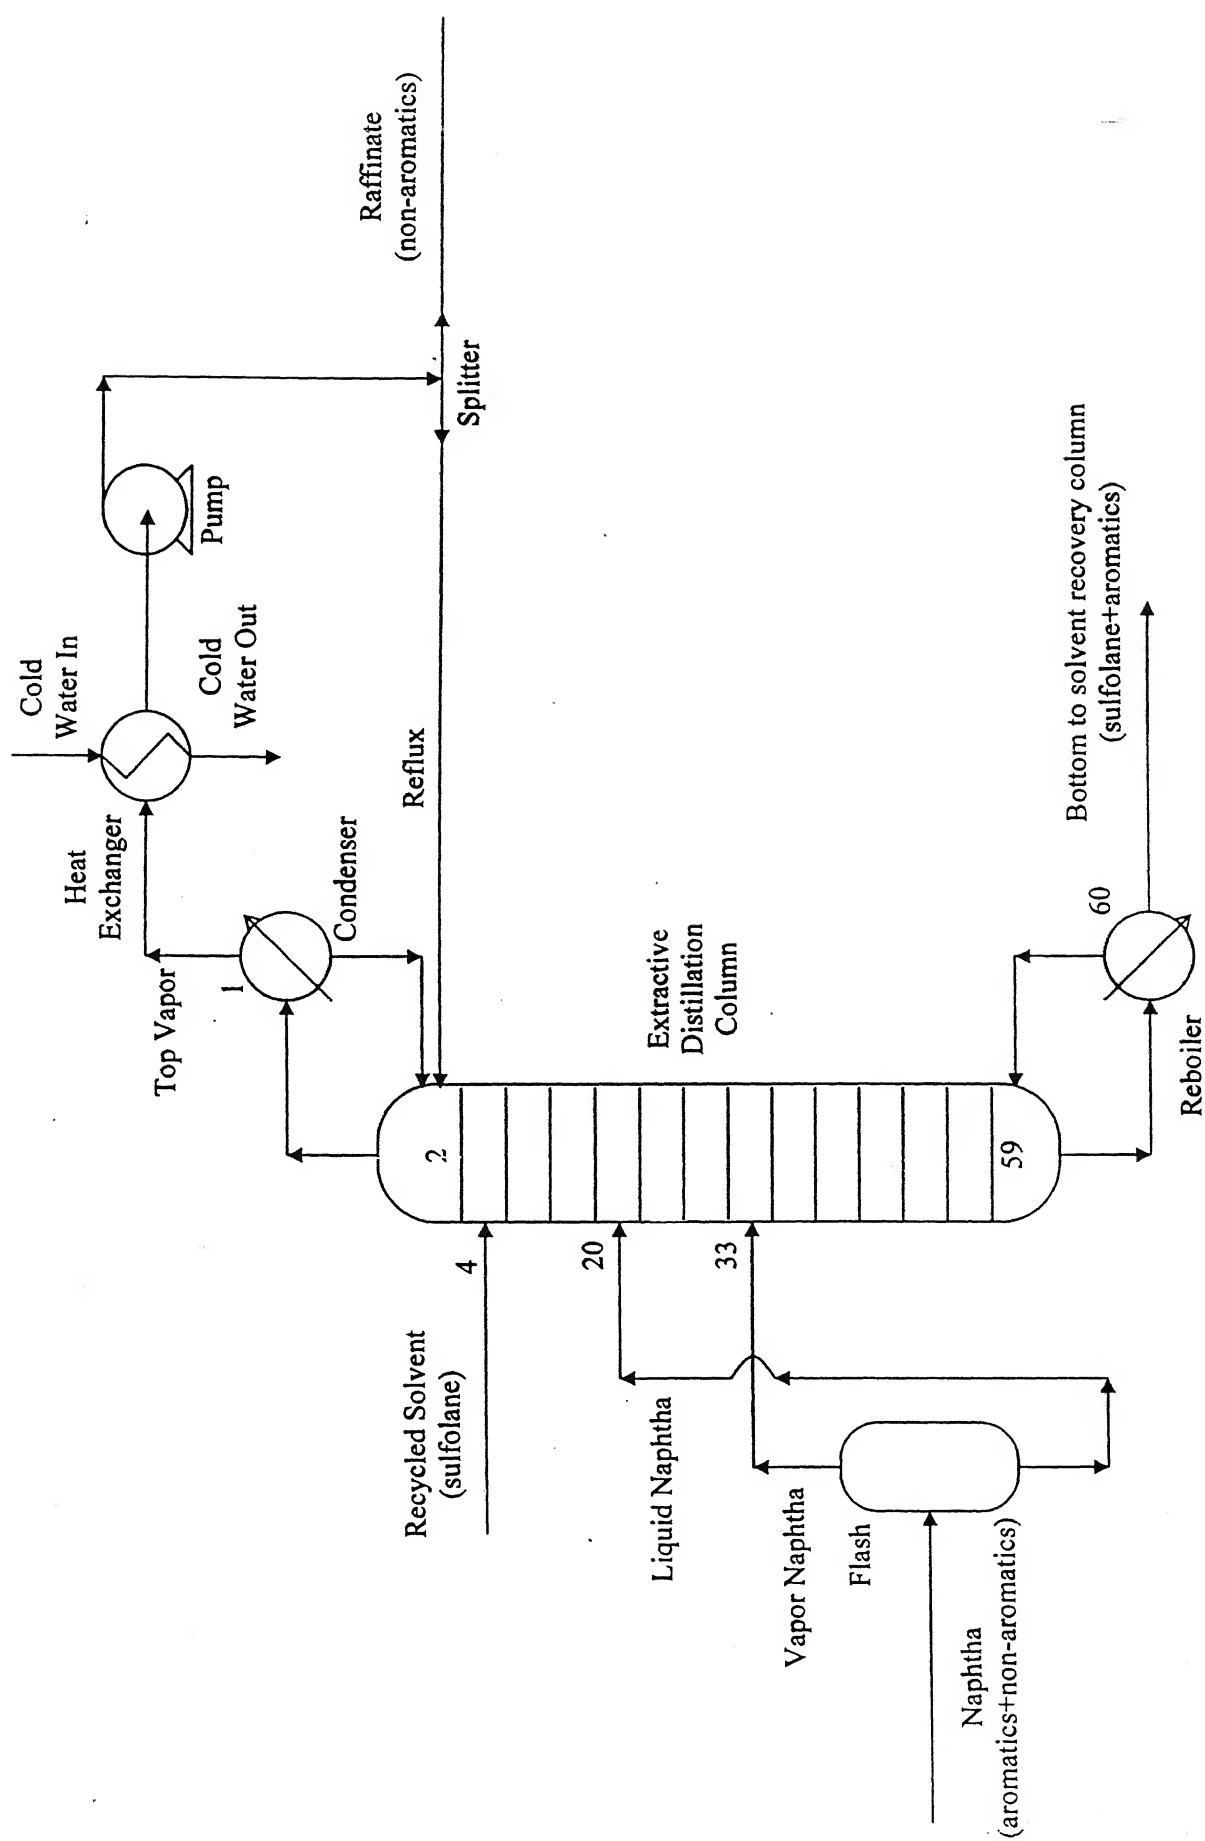 Cold
Water In
Heat
Exchanger
Top Vapor
1
Cold
Water Out
Pump
Condenser
Raffinate
(non-aromatics)
Reflux
Recycled Solvent
(sulfolane)
2
4
Splitter
20
Liquid Naphtha
Extractive
Distillation
Column
33
Vapor Naphtha
Flash
Naphtha
(aromatics+non-aromatics)
59
Bottom to solvent recovery column
(sulfolane+aromatics)
60
Reboiler